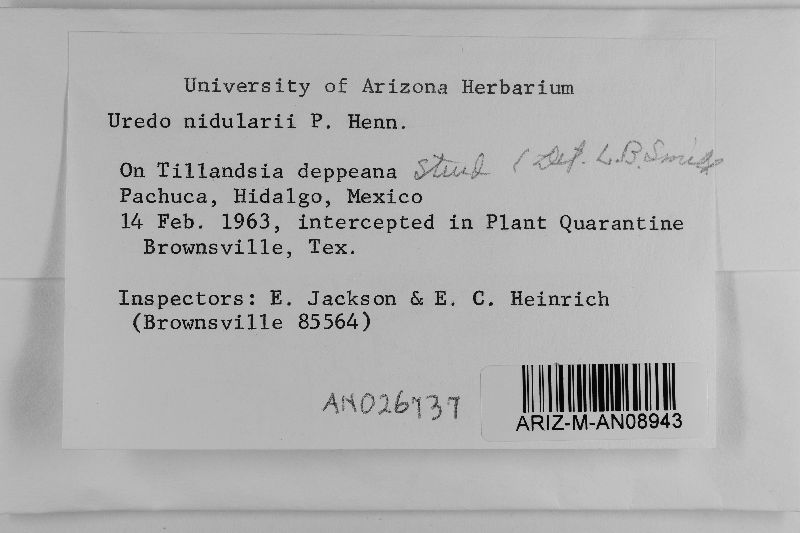 University of Arizona Herbarium
Uredo nidularii P. Henn.
On Tillandsia deppeana Steud (Det. L.B. Smith
Pachuca, Hidalgo, Mexico
14 Feb. 1963, intercepted in Plant Quarantine
Brownsville, Tex.
Inspectors: E. Jackson & E. C. Heinrich
(Brownsville 85564)
AN026737
ARIZ-M-AN08943